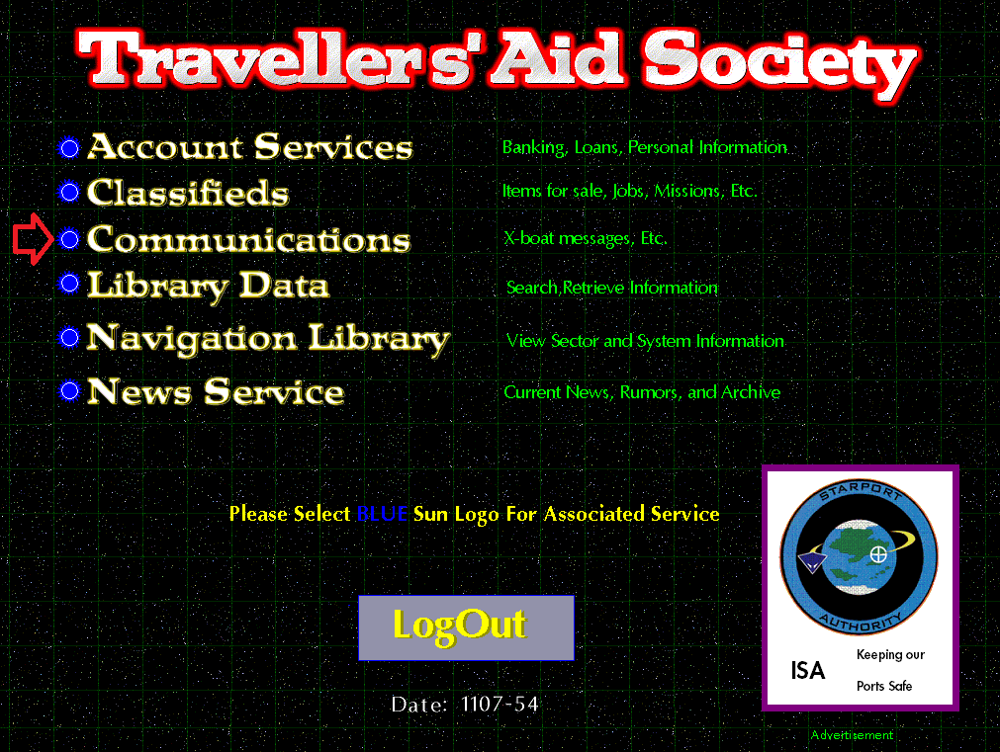 Travellers' Aid Society
Account Services Banking, Loans, Personal Information
Classifieds Items for sale, Jobs, Missions, Etc.
Communications X-boat messages, Etc.
Library Data Search,Retrieve Information
Navigation Library View Sector and System Information
News Service Current News, Rumors, and Archive
Please Select BLUE Sun Logo For Associated Service
LogOut
Date: 1107-54
STARPORT
AUTHORITY
ISA
Keeping our
Ports Safe
Advertisement